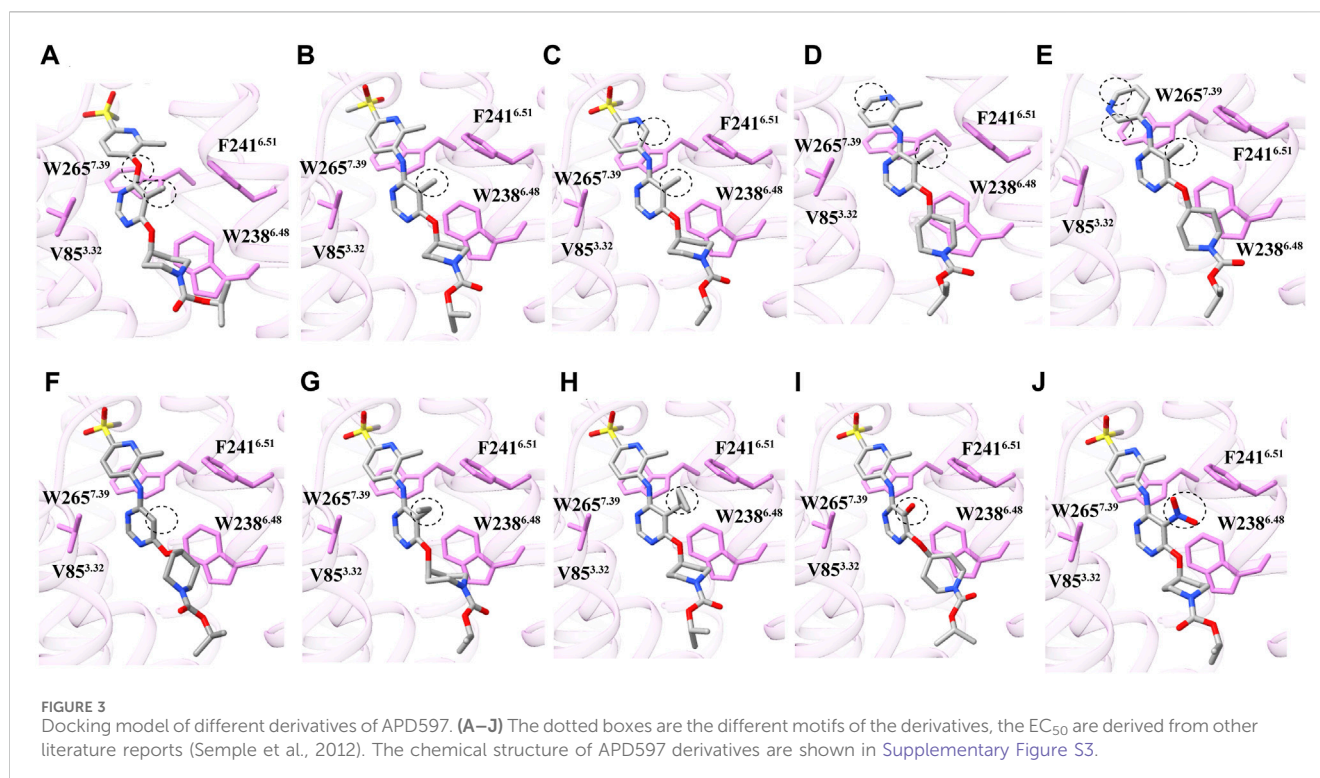 A
F241^6.51
W265^7.39
V85^3.32
W238^6.48
B
F241^6.51
W265^7.39
W238^6.48
V85^3.32
C
F241^6.51
W265^7.39
W238^6.48
V85^3.32
D
F241^6.51
W265^7.39
W238^6.48
V85^3.32
E
W265^7.39
F241^6.51
V85^3.32
W238^6.48
F
F241^6.51
W265^7.39
W238^6.48
V85^3.32
G
F241^6.51
W265^7.39
W238^6.48
V85^3.32
H
F241^6.51
W265^7.39
W238^6.48
V85^3.32
I
F241^6.51
W265^7.39
W238^6.48
V85^3.32
J
F241^6.51
W265^7.39
W238^6.48
V85^3.32
FIGURE 3
Docking model of different derivatives of APD597. (A–J) The dotted boxes are the different motifs of the derivatives, the EC50 are derived from other
literature reports (Semple et al., 2012). The chemical structure of APD597 derivatives are shown in Supplementary Figure S3.